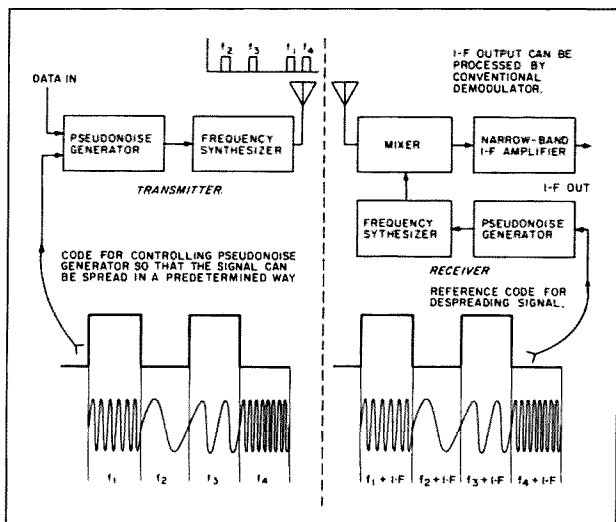 f2 f3 f1 f4
DATA IN
PSEUDONOISE
GENERATOR
FREQUENCY
SYNTHESIZER
TRANSMITTER
CODE FOR CONTROLLING PSEUDONOISE
GENERATOR SO THAT THE SIGNAL CAN
BE SPREAD IN A PREDETERMINED WAY
f1 f2 f3 f4
I-F OUTPUT CAN BE
PROCESSED BY
CONVENTIONAL
DEMODULATOR.
MIXER
NARROW-BAND
I-F AMPLIFIER
I-F OUT
FREQUENCY
SYTHESIZER
PSEUDONOISE
GENERATOR
RECEIVER
REFERENCE CODE FOR
DESPREADING SIGNAL.
f1 + I-F f2 + I-F f3 + I-F f4 + I-F